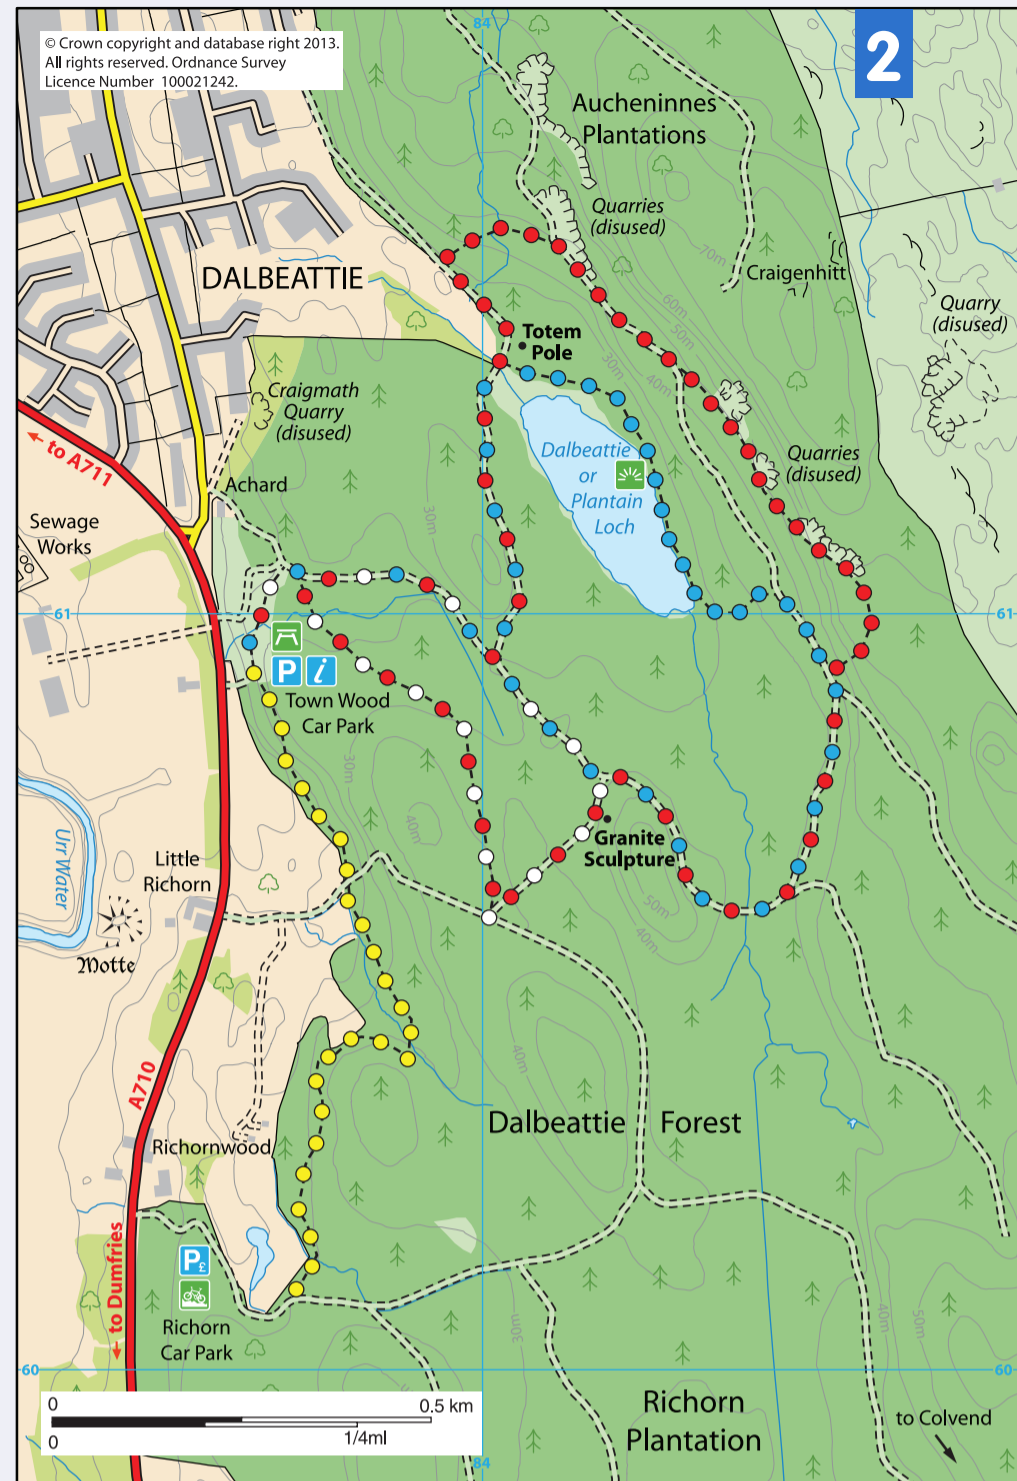 84
© Crown copyright and database right 2013.
All rights reserved. Ordnance Survey
Licence Number 100021242.
2
Aucheninnes
Plantations
Quarries
(disused)
70m
Craigenhitt
DALBEATTIE
Quarry
(disused)
60m
50m
Totem
Pole
30m
40m
Craigmath
Quarry
(disused)
to A711
Dalbeattie
or
Plantain
Loch
Quarries
(disused)
Achard
30m
Sewage
Works
61
61
P i
Town Wood
Car Park
30m
40m
Granite
Sculpture
Urr Water
Little
Richorn
50m
40m
Motte
40m
A710
Dalbeattie Forest
Richornwood
to Dumfries
P£
Richorn
Car Park
30m
40m
50m
60
60
0
0.5 km
0
1/4ml
Richorn
Plantation
to Colvend
84